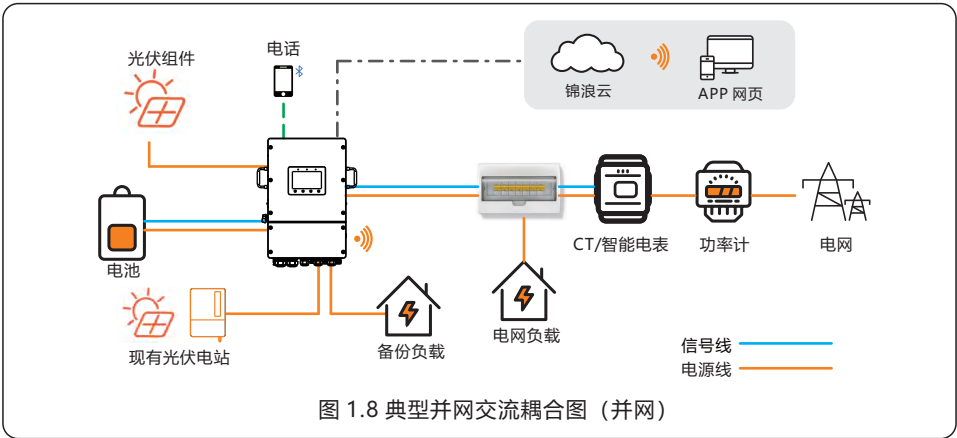 电话
光伏组件
锦浪云
APP 网页
CT/智能电表
功率计
电网
电池
电网负载
备份负载
现有光伏电站
信号线
电源线
图 1.8 典型并网交流耦合图（并网）